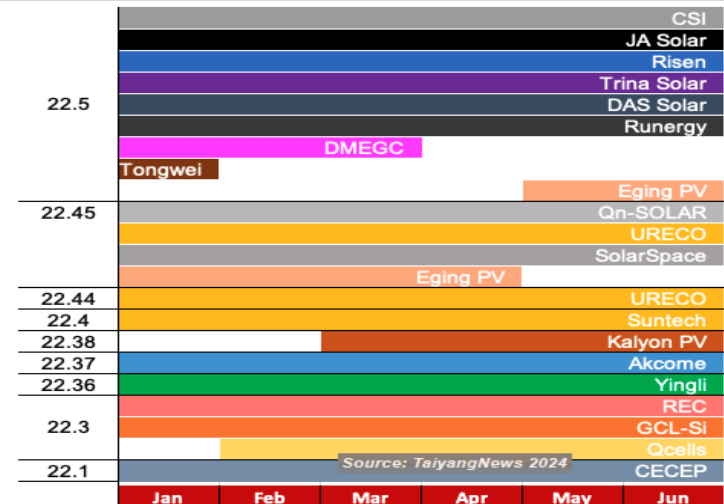 CSI
JA Solar
Risen
Trina Solar
22.5 DAS Solar
Runergy
DMEGC
Tongwei
Eging PV
22.45 Qn-SOLAR
URECO
SolarSpace
Eging PV
22.44 URECO
22.4 Suntech
22.38 Kalyon PV
22.37 Akcome
22.36 Yingli
REC
22.3 GCL-Si
Qcells
Source: TaiyangNews 2024
22.1 CECEP
Jan Feb Mar Apr May Jun